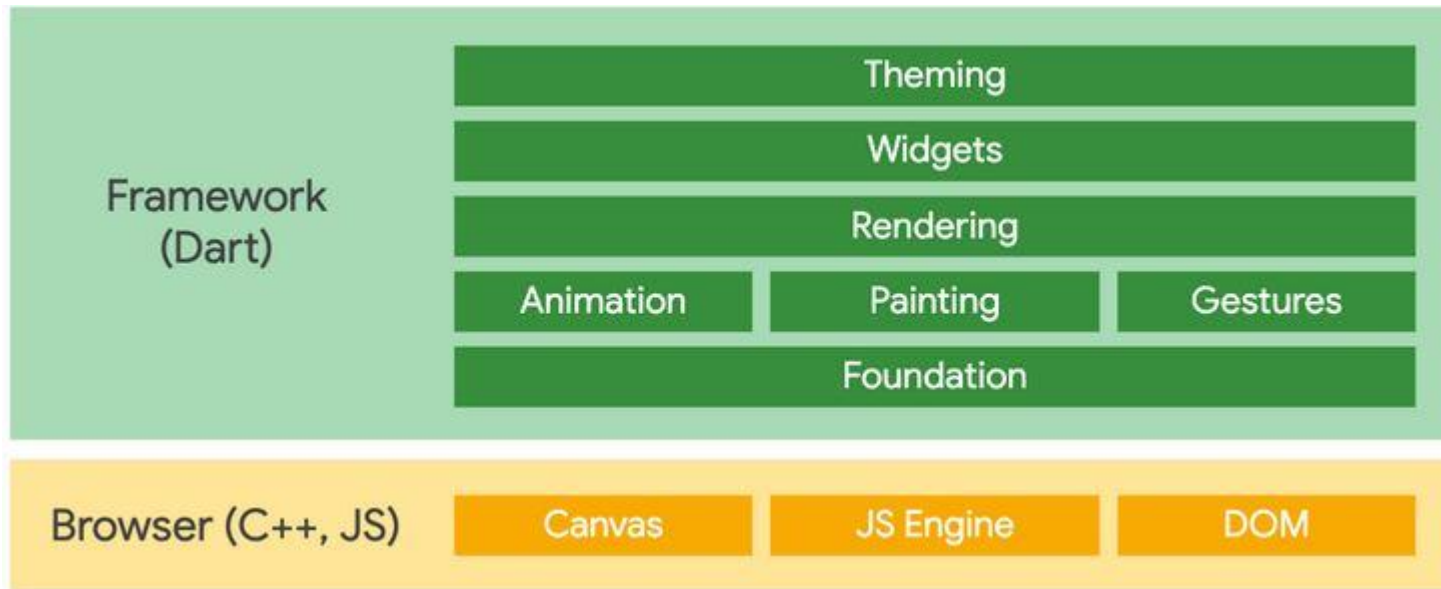 Theming
Widgets
Framework
(Dart)
Rendering
Animation Painting Gestures
Foundation
Browser (C++, JS) Canvas JS Engine DOM